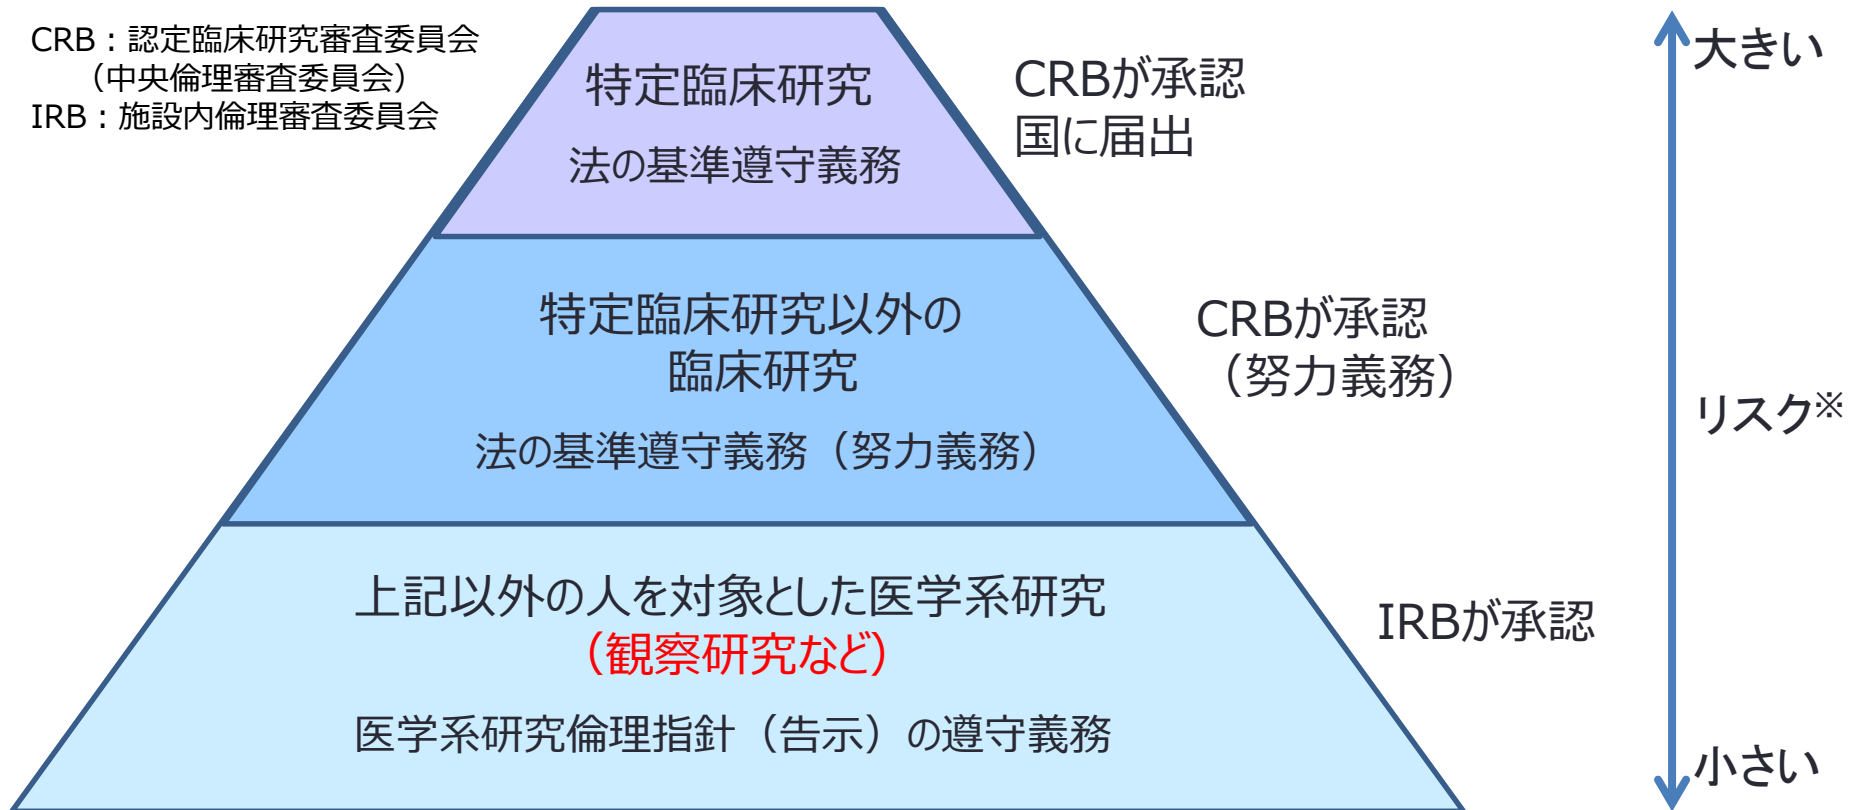 CRB：認定臨床研究審査委員会
（中央倫理審査委員会）
IRB：施設内倫理審査委員会
特定臨床研究
法の基準遵守義務
CRBが承認
国に届出
大きい
特定臨床研究以外の
臨床研究
法の基準遵守義務（努力義務）
CRBが承認
（努力義務）
リスク※
上記以外の人を対象とした医学系研究
（観察研究など）
医学系研究倫理指針（告示）の遵守義務
IRBが承認
小さい